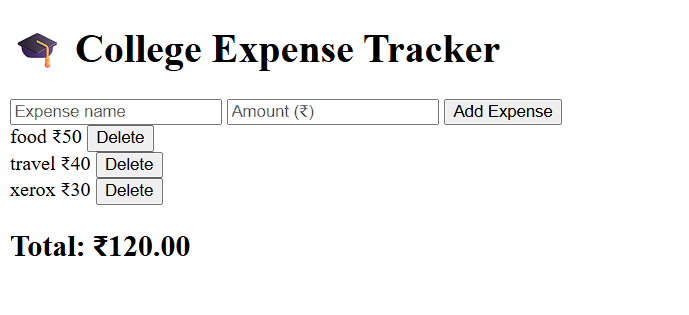 🎓 College Expense Tracker
Expense name Amount (₹) Add Expense
food ₹50 Delete
travel ₹40 Delete
xerox ₹30 Delete
Total: ₹120.00